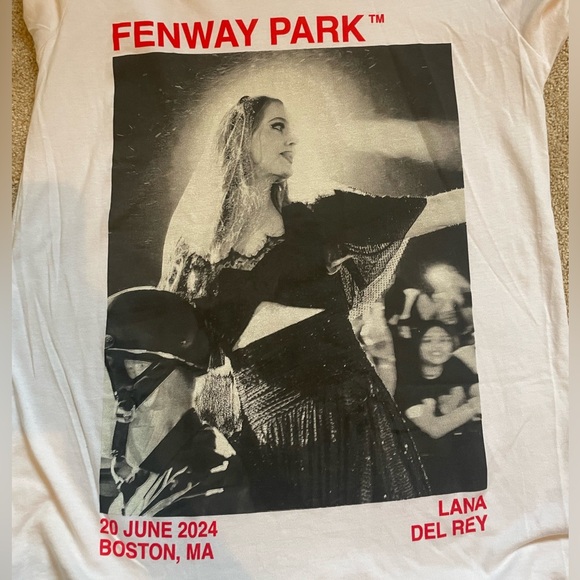 FENWAY PARK™
20 JUNE 2024
BOSTON, MA
LANA
DEL REY